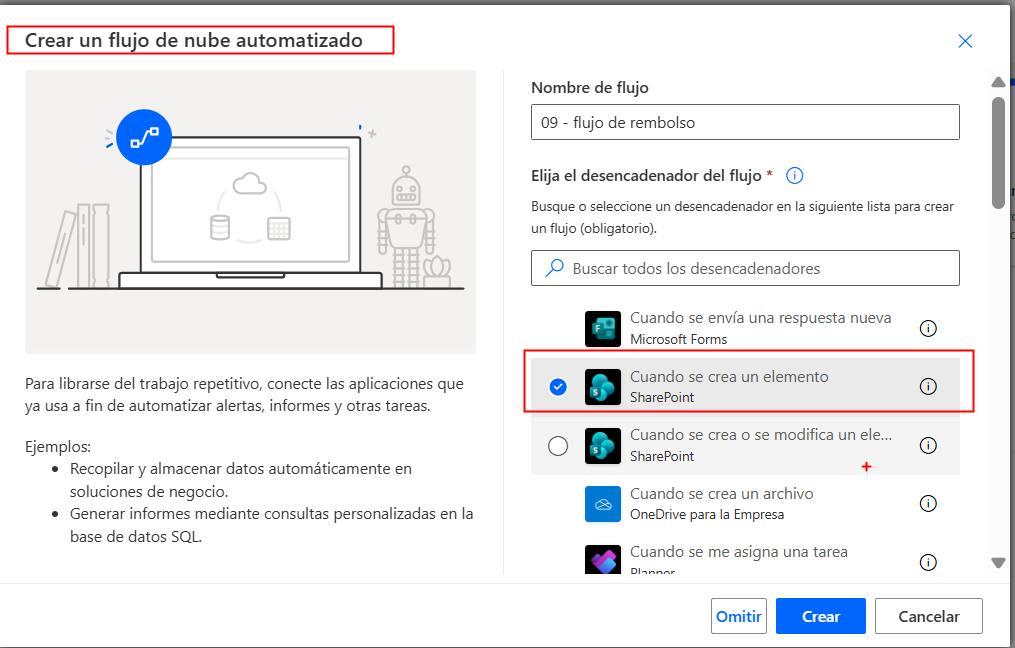 Crear un flujo de nube automatizado
Para librarse del trabajo repetitivo, conecte las aplicaciones que
ya usa a fin de automatizar alertas, informes y otras tareas.
Ejemplos:
Recopilar y almacenar datos automáticamente en
soluciones de negocio.
Generar informes mediante consultas personalizadas en la
base de datos SQL.
Nombre de flujo
09 - flujo de rembolso
Elija el desencadenador del flujo *
Busque o seleccione un desencadenador en la siguiente lista para crear
un flujo (obligatorio).
Buscar todos los desencadenadores
Cuando se envía una respuesta nueva
Microsoft Forms
Cuando se crea un elemento
SharePoint
Cuando se crea o se modifica un ele...
SharePoint
Cuando se crea un archivo
OneDrive para la Empresa
Cuando se me asigna una tarea
Planner
Omitir
Crear
Cancelar